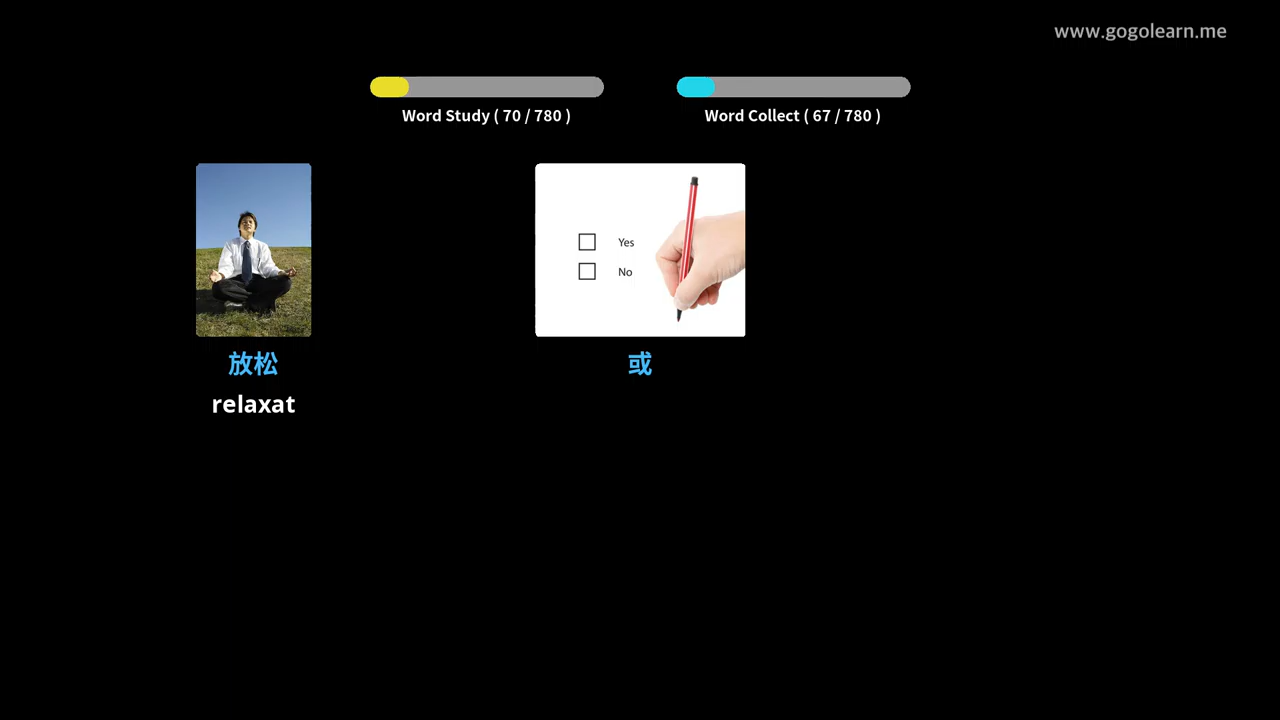 www.gogolearn.me
Word Study ( 70 / 780 )
Word Collect ( 67 / 780 )
Yes
No
放松
或
relaxat